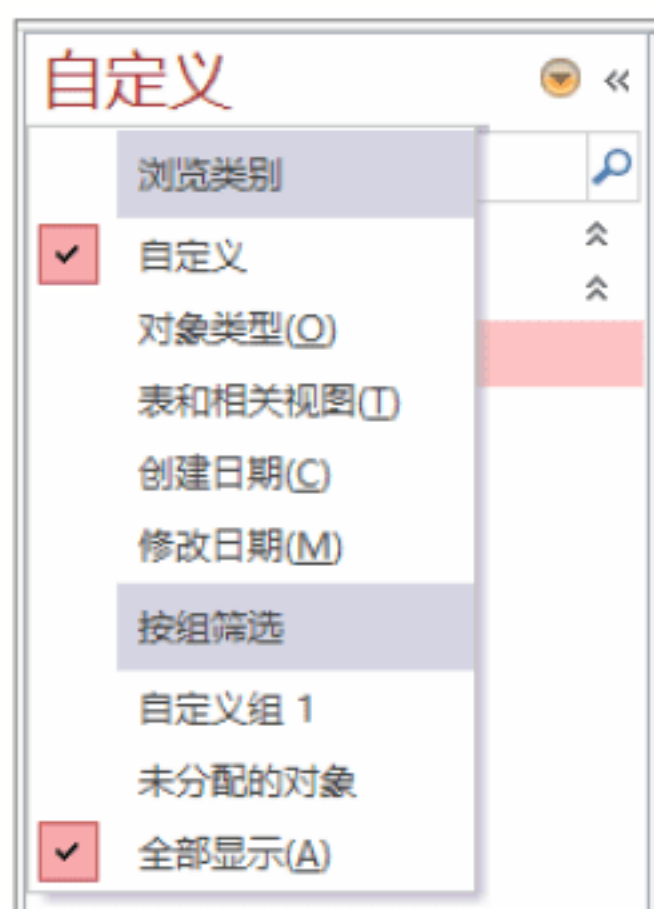 自定义
浏览类别
自定义
对象类型(O)
表和相关视图(T)
创建日期(C)
修改日期(M)
按组筛选
自定义组 1
未分配的对象
全部显示(A)